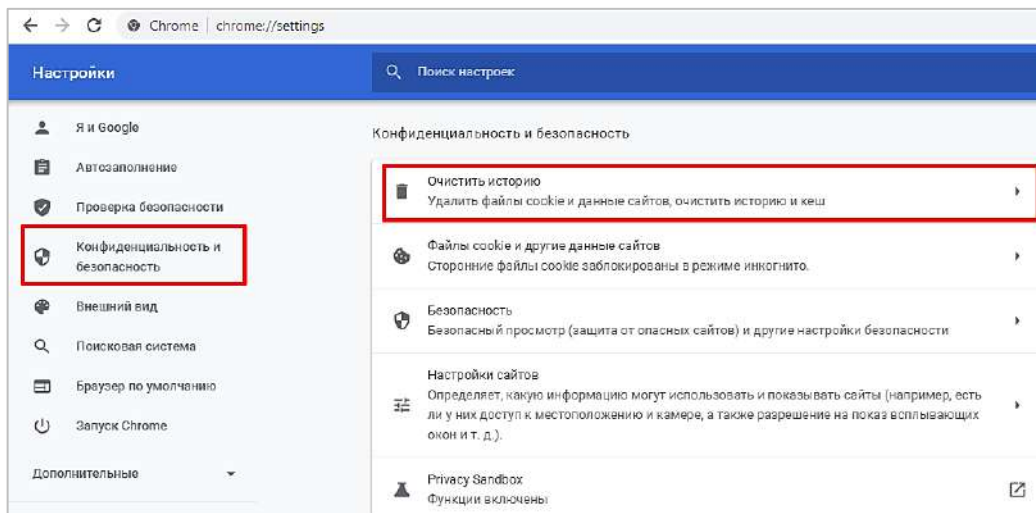 Chrome | chrome://settings
Настройки
Поиск настроек
Я и Google
Автозаполнение
Проверка безопасности
Конфиденциальность и
безопасность
Внешний вид
Поисковая система
Браузер по умолчанию
Запуск Chrome
Дополнительные
Конфиденциальность и безопасность
Очистить историю
Удалить файлы cookie и данные сайтов, очистить историю и кеш
Файлы cookie и другие данные сайтов
Сторонние файлы cookie заблокированы в режиме инкогнито.
Безопасность
Безопасный просмотр (защита от опасных сайтов) и другие настройки безопасности
Настройки сайтов
Определяет, какую информацию могут использовать и показывать сайты (например, есть
ли у них доступ к местоположению и камере, а также разрешение на показ всплывающих
окон и т. д.).
Privacy Sandbox
Функции включены